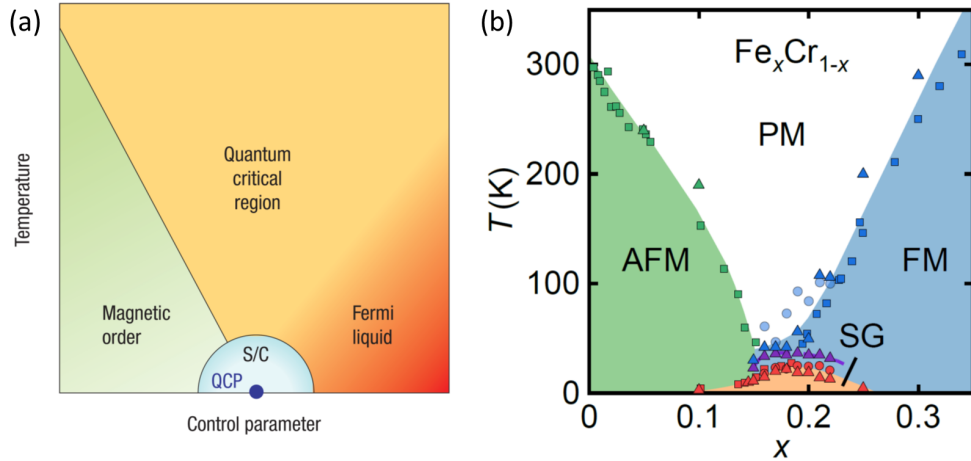 (a)
Temperature
Quantum
critical
region
Magnetic
order
Fermi
liquid
S/C
QCP
Control parameter
(b)
FexCr1-x
PM
AFM
FM
SG
T(K)
300
200
100
0
0
0.1
0.2
0.3
x